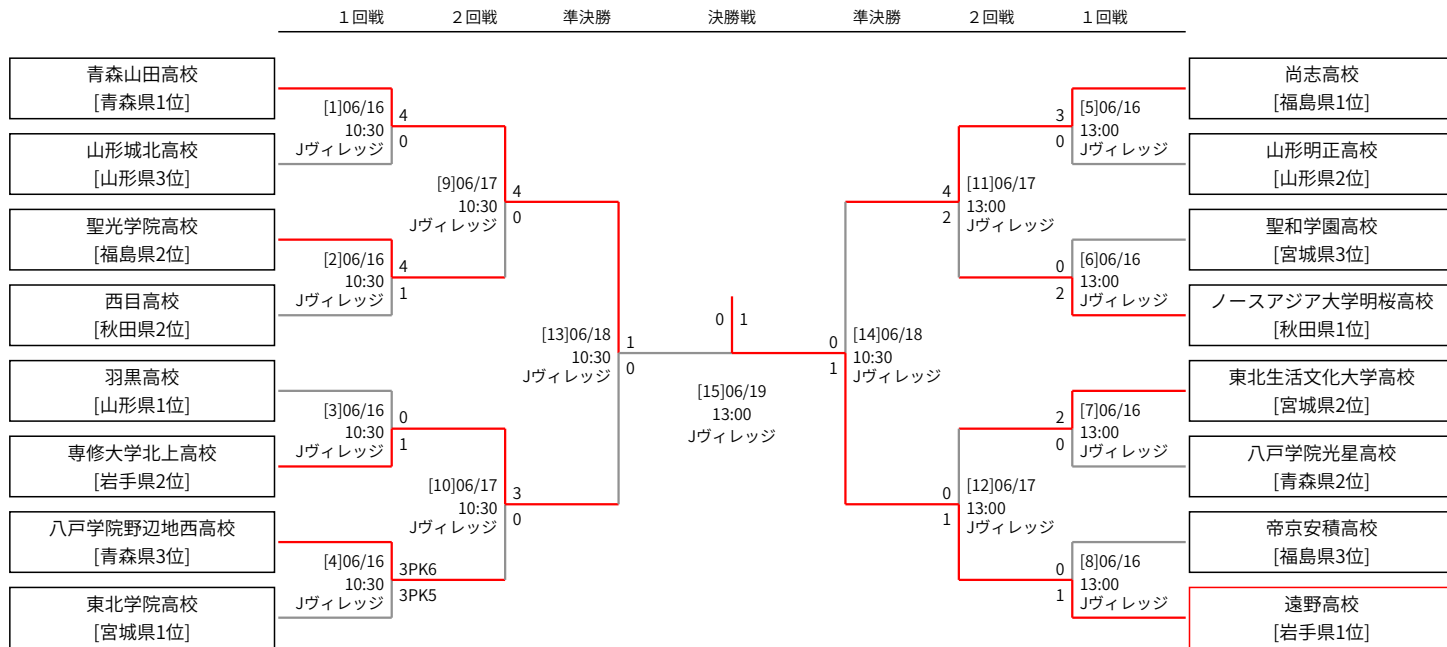 １回戦
２回戦
準決勝
決勝戦
準決勝
２回戦
１回戦
青森山田高校
[青森県1位]
山形城北高校
[山形県3位]
聖光学院高校
[福島県2位]
西目高校
[秋田県2位]
羽黒高校
[山形県1位]
専修大学北上高校
[岩手県2位]
八戸学院野辺地西高校
[青森県3位]
東北学院高校
[宮城県1位]
[1]06/16
10:30
Jヴィレッジ
4
0
[2]06/16
10:30
Jヴィレッジ
4
1
[3]06/16
10:30
Jヴィレッジ
0
1
[4]06/16
10:30
Jヴィレッジ
3PK6
3PK5
[9]06/17
10:30
Jヴィレッジ
4
0
[10]06/17
10:30
Jヴィレッジ
3
0
[13]06/18
10:30
Jヴィレッジ
1
0
0 1
[15]06/19
13:00
Jヴィレッジ
0
1
[14]06/18
10:30
Jヴィレッジ
4
2
[11]06/17
13:00
Jヴィレッジ
0
1
[12]06/17
13:00
Jヴィレッジ
3
0
[5]06/16
13:00
Jヴィレッジ
0
2
[6]06/16
13:00
Jヴィレッジ
2
0
[7]06/16
13:00
Jヴィレッジ
0
1
[8]06/16
13:00
Jヴィレッジ
尚志高校
[福島県1位]
山形明正高校
[山形県2位]
聖和学園高校
[宮城県3位]
ノースアジア大学明桜高校
[秋田県1位]
東北生活文化大学高校
[宮城県2位]
八戸学院光星高校
[青森県2位]
帝京安積高校
[福島県3位]
遠野高校
[岩手県1位]